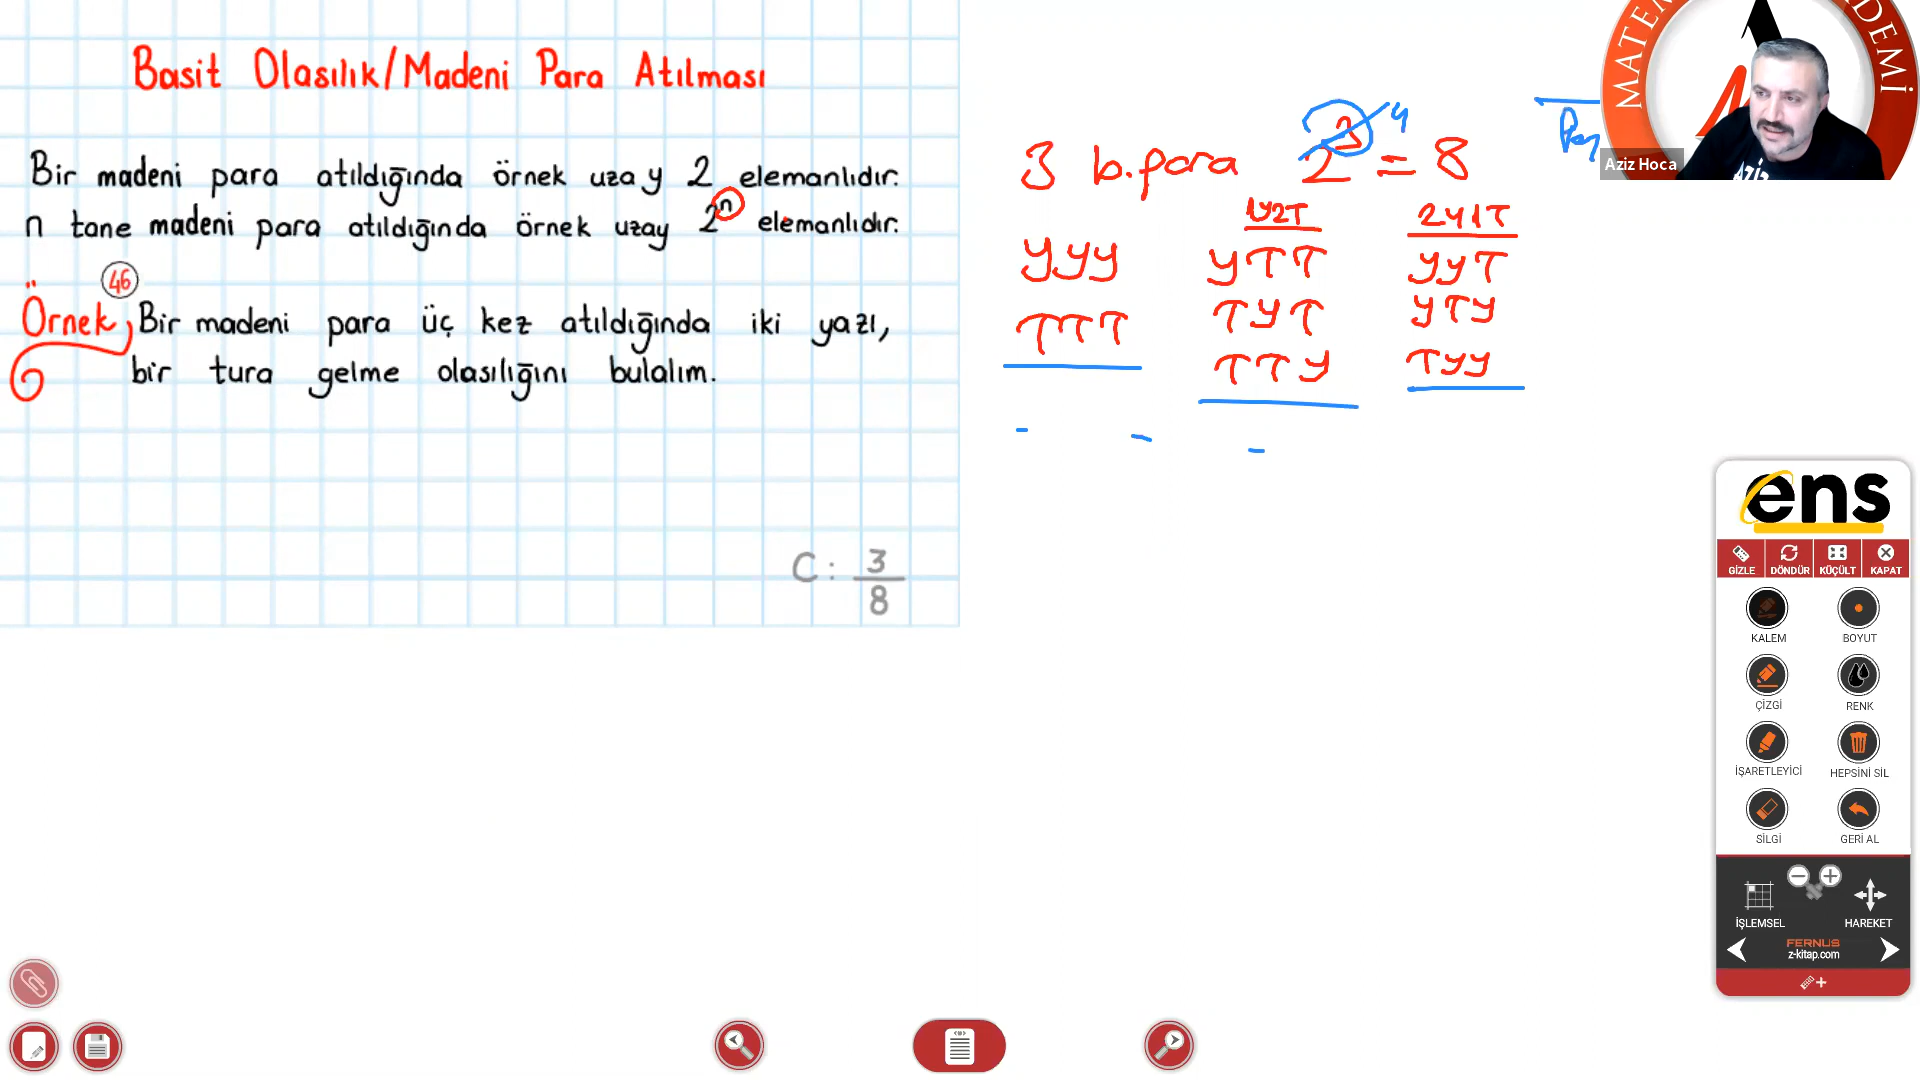 Basit Olasılık/Madeni Para Atılması
Bir madeni para atıldığında örnek uzay 2 elemanlıdır.
n tane madeni para atıldığında örnek uzay 2ⁿ elemanlıdır.
46
Örnek, Bir madeni para üç kez atıldığında iki yazı,
bir tura gelme olasılığını bulalım.
C: 3/8
3 b.para 2³ = 8
4
1y2T
2y1T
yyy
yTT
yyT
TTT
TyT
yTy
TTy
Tyy
MATEM
DEMİ
Aziz Hoca
Aziz
ens
GİZLE DÖNDÜR KÜÇÜLT KAPAT
KALEM BOYUT
ÇİZGİ RENK
İŞARETLEYİCİ HEPSİNİ SİL
SİLGİ GERİ AL
İŞLEMSEL HAREKET
FERNUS
z-kitap.com